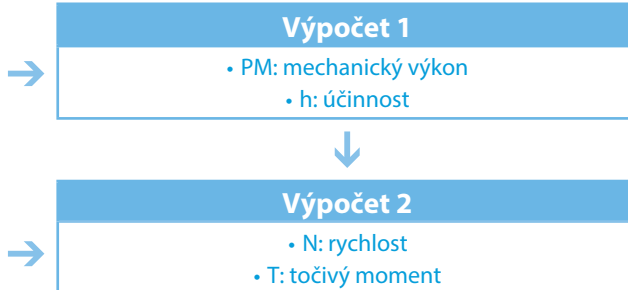 Výpočet 1
• PM: mechanický výkon
• h: účinnost
Výpočet 2
• N: rychlost
• T: točivý moment